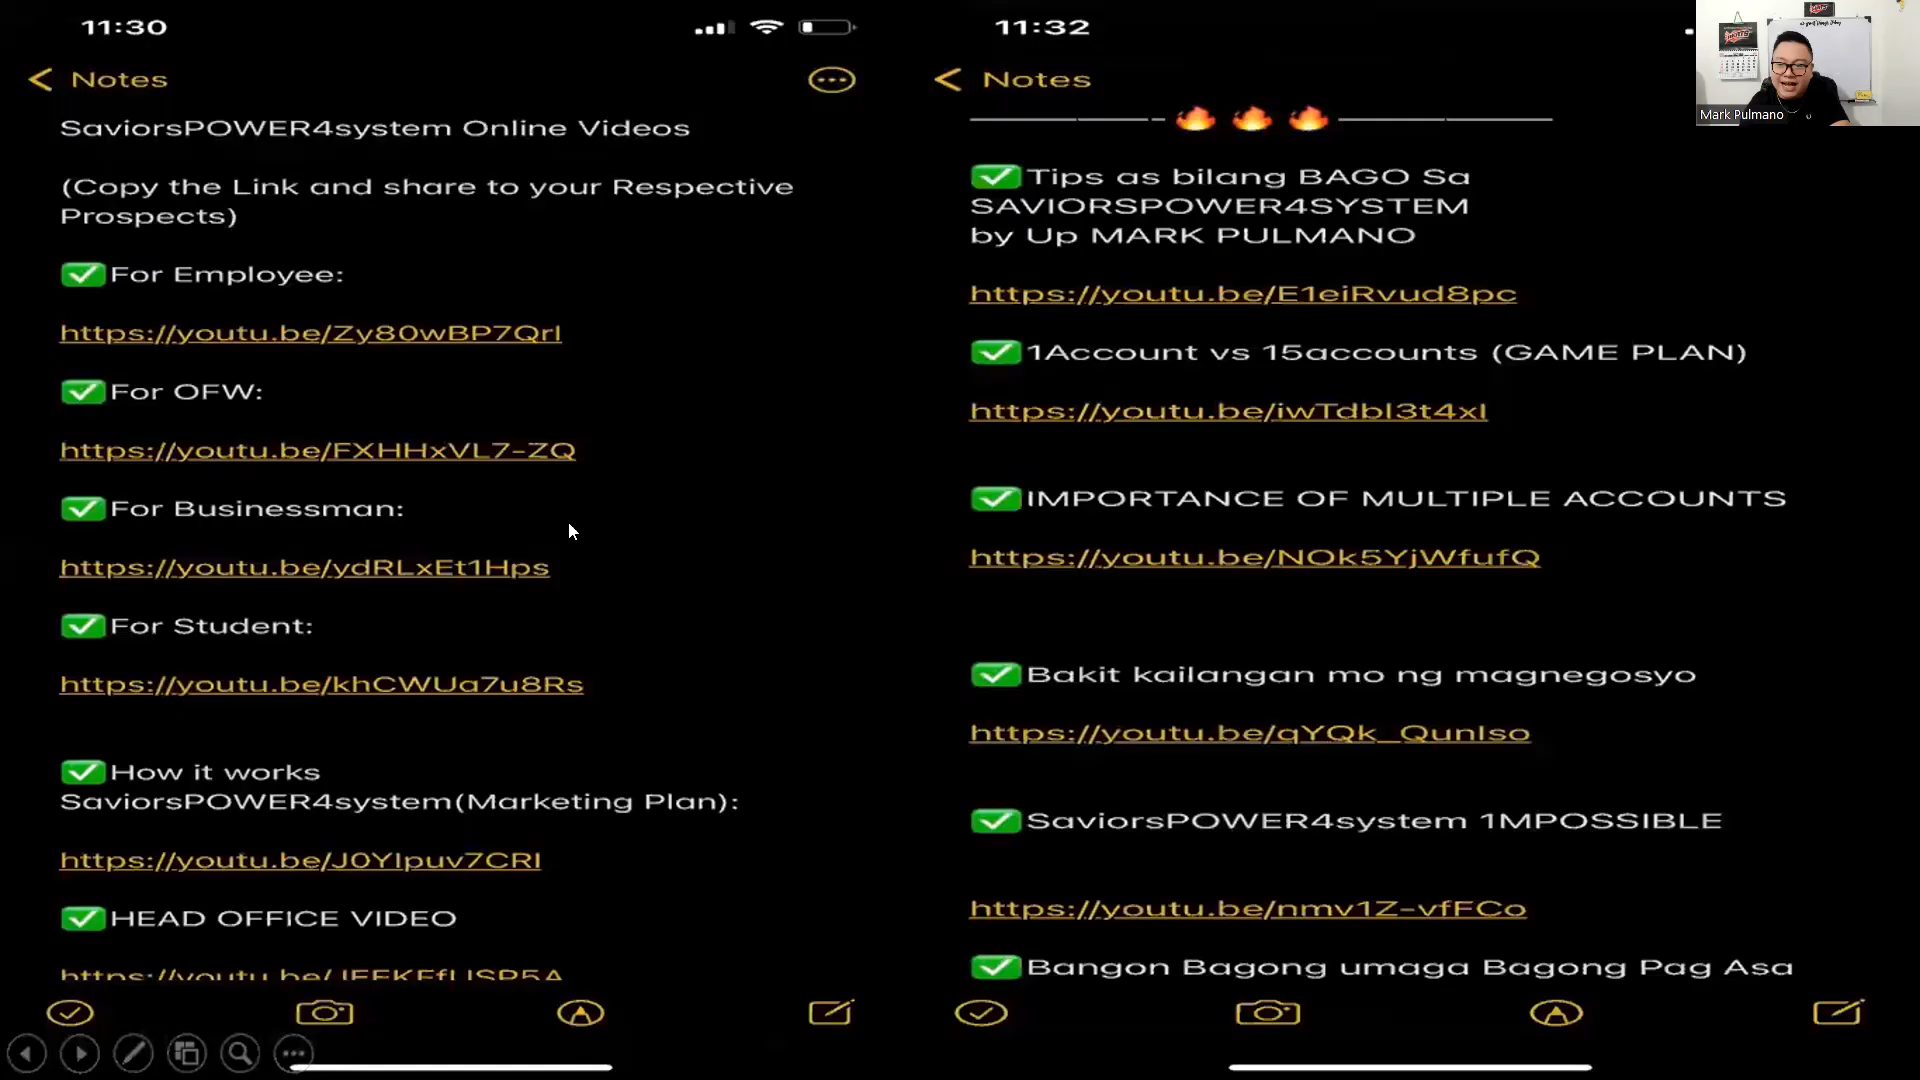 11:30
Notes
SaviorsPOWER4system Online Videos
(Copy the Link and share to your Respective
Prospects)
For Employee:
https://youtu.be/Zy80wBP7QrI
For OFW:
https://youtu.be/FXHHxVL7-ZQ
For Businessman:
https://youtu.be/ydRLxEt1Hps
For Student:
https://youtu.be/khCWUa7u8Rs
How it works
SaviorsPOWER4system(Marketing Plan):
https://youtu.be/J0YIpuv7CRI
HEAD OFFICE VIDEO
11:32
Notes
Tips as bilang BAGO Sa
SAVIORSPOWER4SYSTEM
by Up MARK PULMANO
https://youtu.be/E1eiRvud8pc
1Account vs 15accounts (GAME PLAN)
https://youtu.be/iwTdbl3t4xI
IMPORTANCE OF MULTIPLE ACCOUNTS
https://youtu.be/NOk5YjWfufQ
Bakit kailangan mo ng magnegosyo
https://youtu.be/qYQk_QunIso
SaviorsPOWER4system 1MPOSSIBLE
https://youtu.be/nmv1Z-vfFCo
Bangon Bagong umaga Bagong Pag Asa
Mark Pulmano